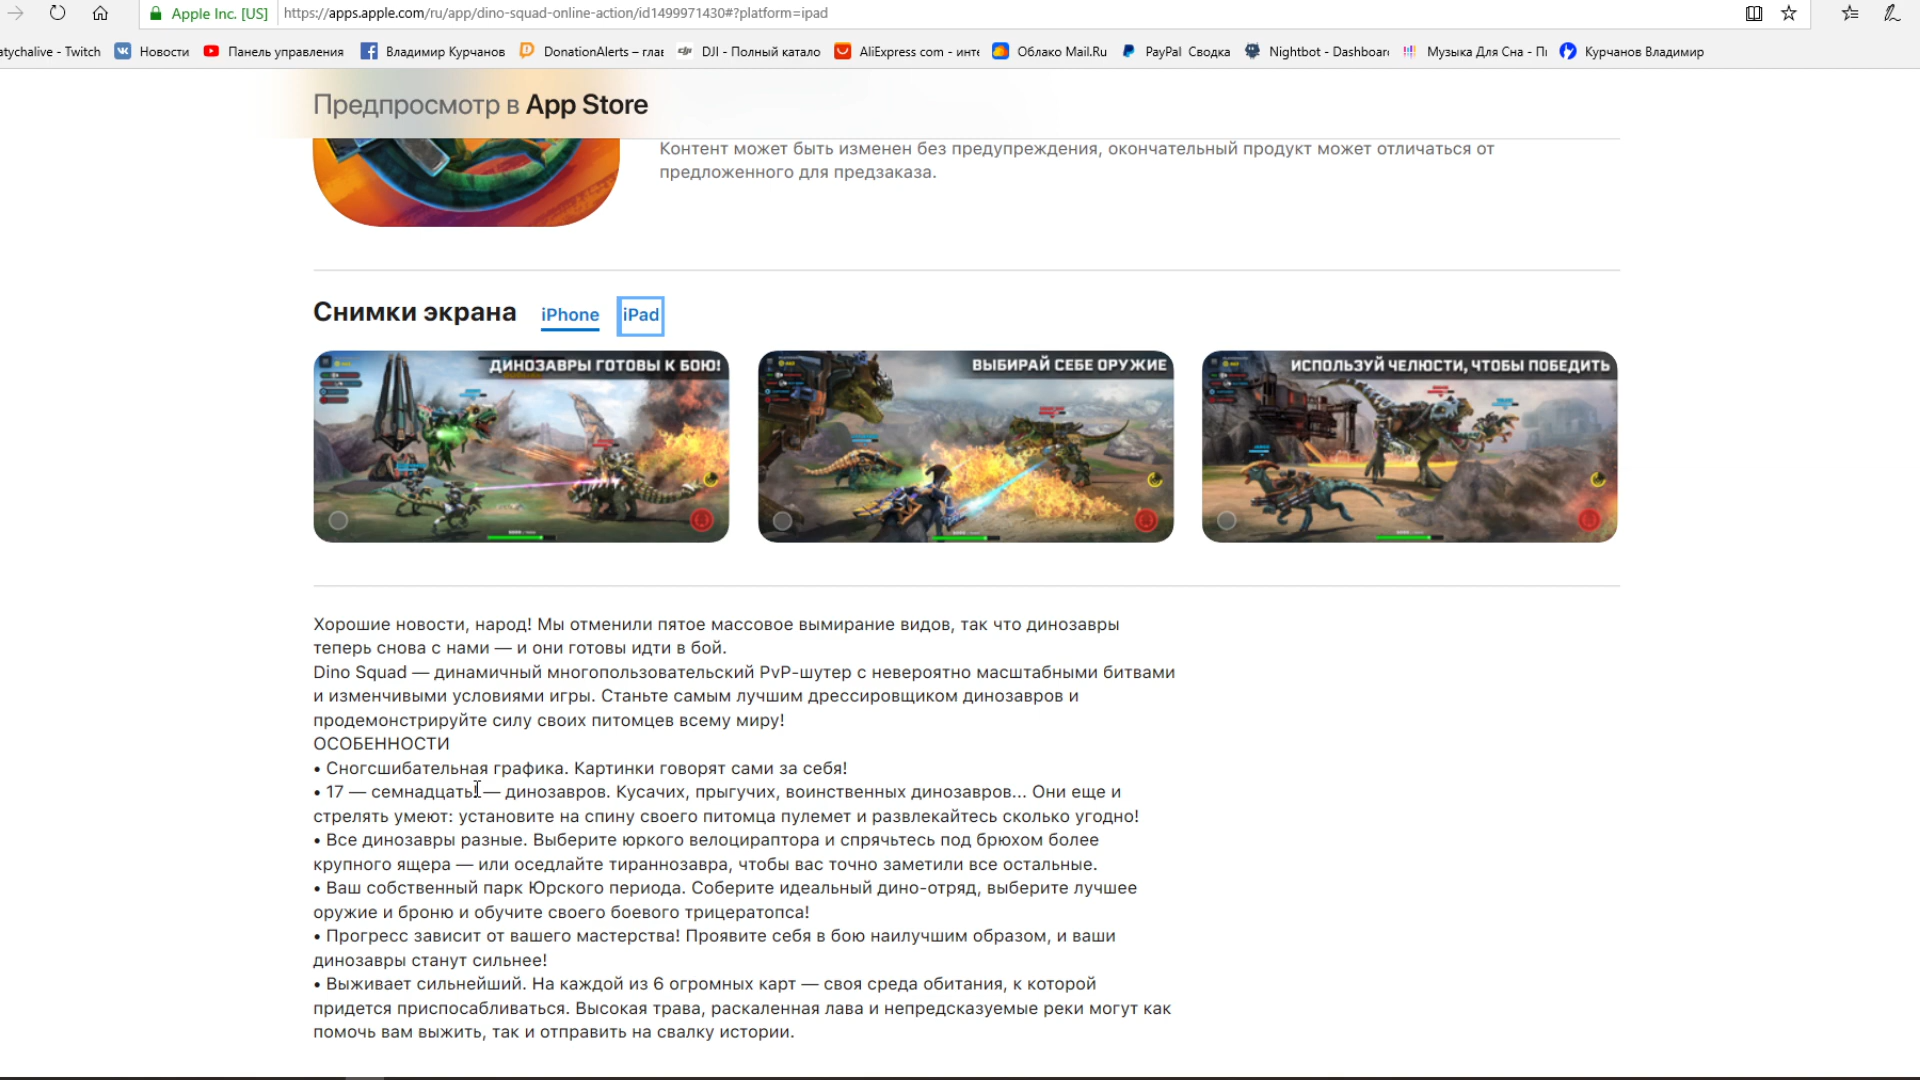 Apple Inc. [US] https://apps.apple.com/ru/app/dino-squad-online-action/id1499971430#?platform=ipad
atychalive - Twitch Новости Панель управления Владимир Курчанов DonationAlerts – глав DJI - Полный катало AliExpress com - инте Облако Mail.Ru PayPal Сводка Nightbot - Dashboar Музыка Для Сна - П Курчанов Владимир
Предпросмотр в App Store
Контент может быть изменен без предупреждения, окончательный продукт может отличаться от
предложенного для предзаказа.
Снимки экрана iPhone iPad
ДИНОЗАВРЫ ГОТОВЫ К БОЮ! ВЫБИРАЙ СЕБЕ ОРУЖИЕ ИСПОЛЬЗУЙ ЧЕЛЮСТИ, ЧТОБЫ ПОБЕДИТЬ
Хорошие новости, народ! Мы отменили пятое массовое вымирание видов, так что динозавры
теперь снова с нами — и они готовы идти в бой.
Dino Squad — динамичный многопользовательский PvP-шутер с невероятно масштабными битвами
и изменчивыми условиями игры. Станьте самым лучшим дрессировщиком динозавров и
продемонстрируйте силу своих питомцев всему миру!
ОСОБЕННОСТИ
• Сногсшибательная графика. Картинки говорят сами за себя!
• 17 — семнадцать! — динозавров. Кусачих, прыгучих, воинственных динозавров... Они еще и
стрелять умеют: установите на спину своего питомца пулемет и развлекайтесь сколько угодно!
• Все динозавры разные. Выберите юркого велоцираптора и спрячьтесь под брюхом более
крупного ящера — или оседлайте тираннозавра, чтобы вас точно заметили все остальные.
• Ваш собственный парк Юрского периода. Соберите идеальный дино-отряд, выберите лучшее
оружие и броню и обучите своего боевого трицератопса!
• Прогресс зависит от вашего мастерства! Проявите себя в бою наилучшим образом, и ваши
динозавры станут сильнее!
• Выживает сильнейший. На каждой из 6 огромных карт — своя среда обитания, к которой
придется приспосабливаться. Высокая трава, раскаленная лава и непредсказуемые реки могут как
помочь вам выжить, так и отправить на свалку истории.